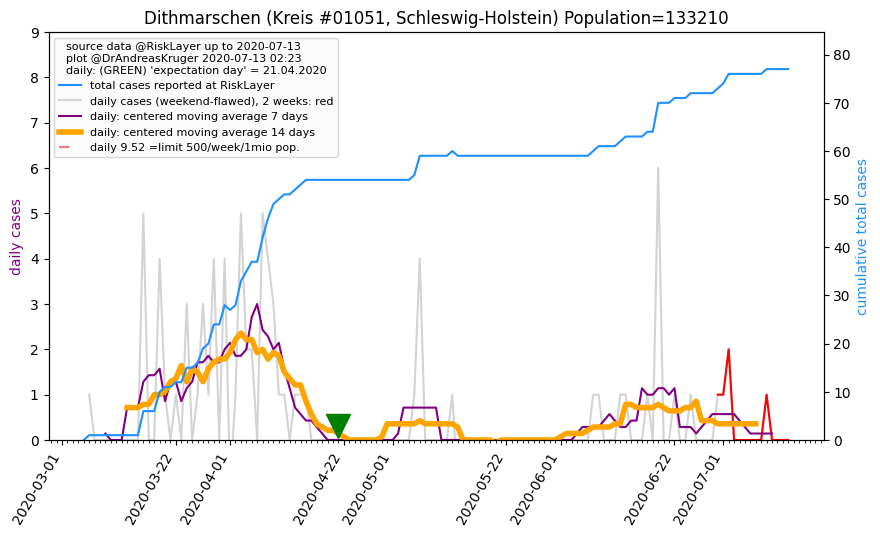 Dithmarschen (Kreis #01051, Schleswig-Holstein) Population=133210
source data @RiskLayer up to 2020-07-13
plot @DrAndreasKruger 2020-07-13 02:23
daily: (GREEN) 'expectation day' = 21.04.2020
total cases reported at RiskLayer
daily cases (weekend-flawed), 2 weeks: red
daily: centered moving average 7 days
daily: centered moving average 14 days
daily 9.52 =limit 500/week/1mio pop.
daily cases
9
8
7
6
5
4
3
2
1
0
80
70
60
50
40
30
20
10
0
cumulative total cases
2020-03-01
2020-03-22
2020-04-01
2020-04-22
2020-05-01
2020-05-22
2020-06-01
2020-06-22
2020-07-01